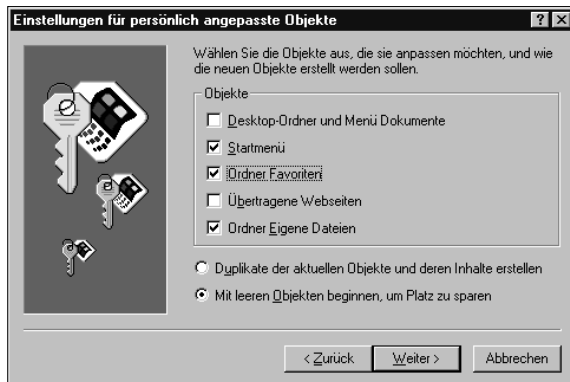 Einstellungen für persönlich angepasste Objekte
Wählen Sie die Objekte aus, die sie anpassen möchten, und wie
die neuen Objekte erstellt werden sollen.
Objekte
Desktop-Ordner und Menü Dokumente
Startmenü
Ordner Favoriten
Übertragene Webseiten
Ordner Eigene Dateien
Duplikate der aktuellen Objekte und deren Inhalte erstellen
Mit leeren Objekten beginnen, um Platz zu sparen
< Zurück
Weiter >
Abbrechen